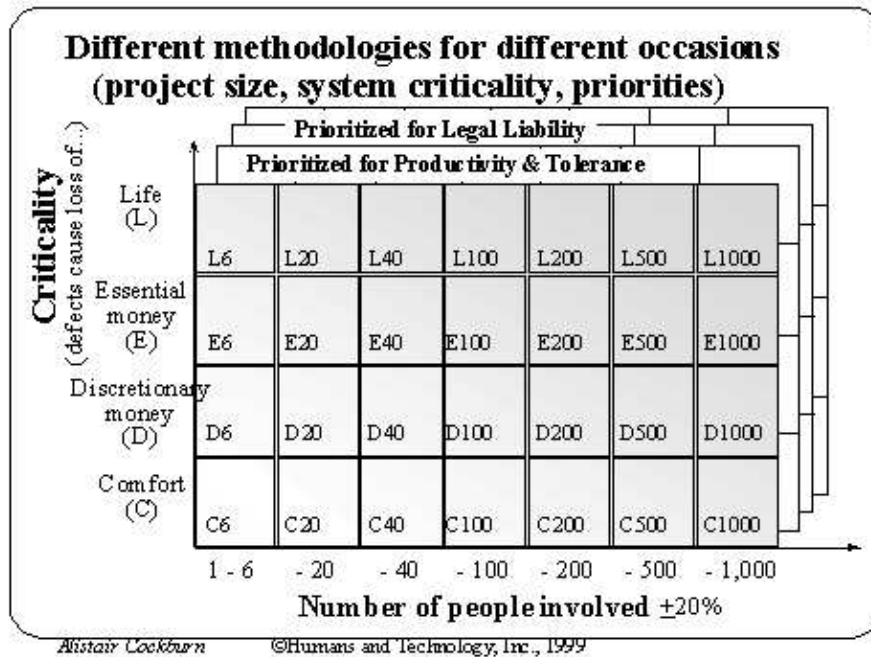 Different methodologies for different occasions
(project size, system criticality, priorities)
Prioritized for Legal Liability
Prioritized for Productivity & Tolerance
Criticality
(defects cause loss of...)
Life
(L)
L6 L20 L40 L100 L200 L500 L1000
Essential
money
(E)
E6 E20 E40 E100 E200 E500 E1000
Discretionary
money
(D)
D6 D20 D40 D100 D200 D500 D1000
Comfort
(C)
C6 C20 C40 C100 C200 C500 C1000
1 - 6 - 20 - 40 - 100 - 200 - 500 - 1,000
Number of people involved ±20%
Alistair Cockburn ©Humans and Technology, Inc., 1999